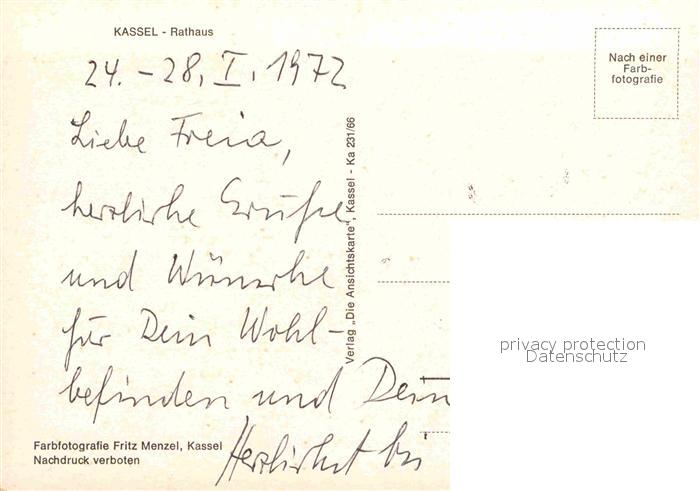 KASSEL - Rathaus
24. - 28. I. 1972
Liebe Freia,
herzliche Grüße
und Wünsche
für Dein Wohl-
befinden und Dein
Herzlichst
Verlag „Die Ansichtskarte", Kassel - Ka 231/66
Nach einer
Farb-
fotografie
privacy protection
Datenschutz
Farbfotografie Fritz Menzel, Kassel
Nachdruck verboten